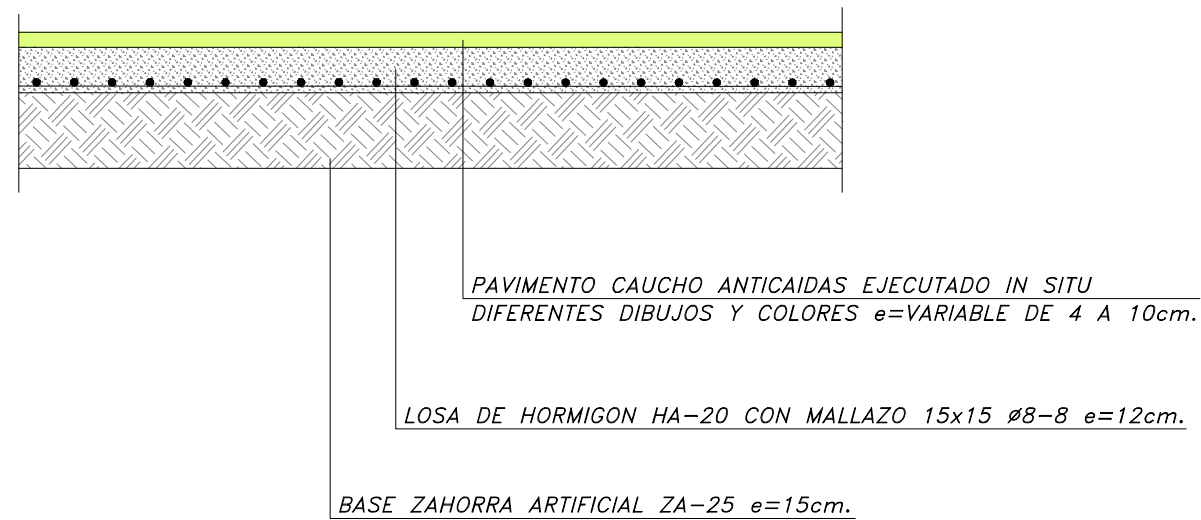 PAVIMENTO CAUCHO ANTICAIDAS EJECUTADO IN SITU
DIFERENTES DIBUJOS Y COLORES e=VARIABLE DE 4 A 10cm.
LOSA DE HORMIGON HA-20 CON MALLAZO 15x15 ø8-8 e=12cm.
BASE ZAHORRA ARTIFICIAL ZA-25 e=15cm.